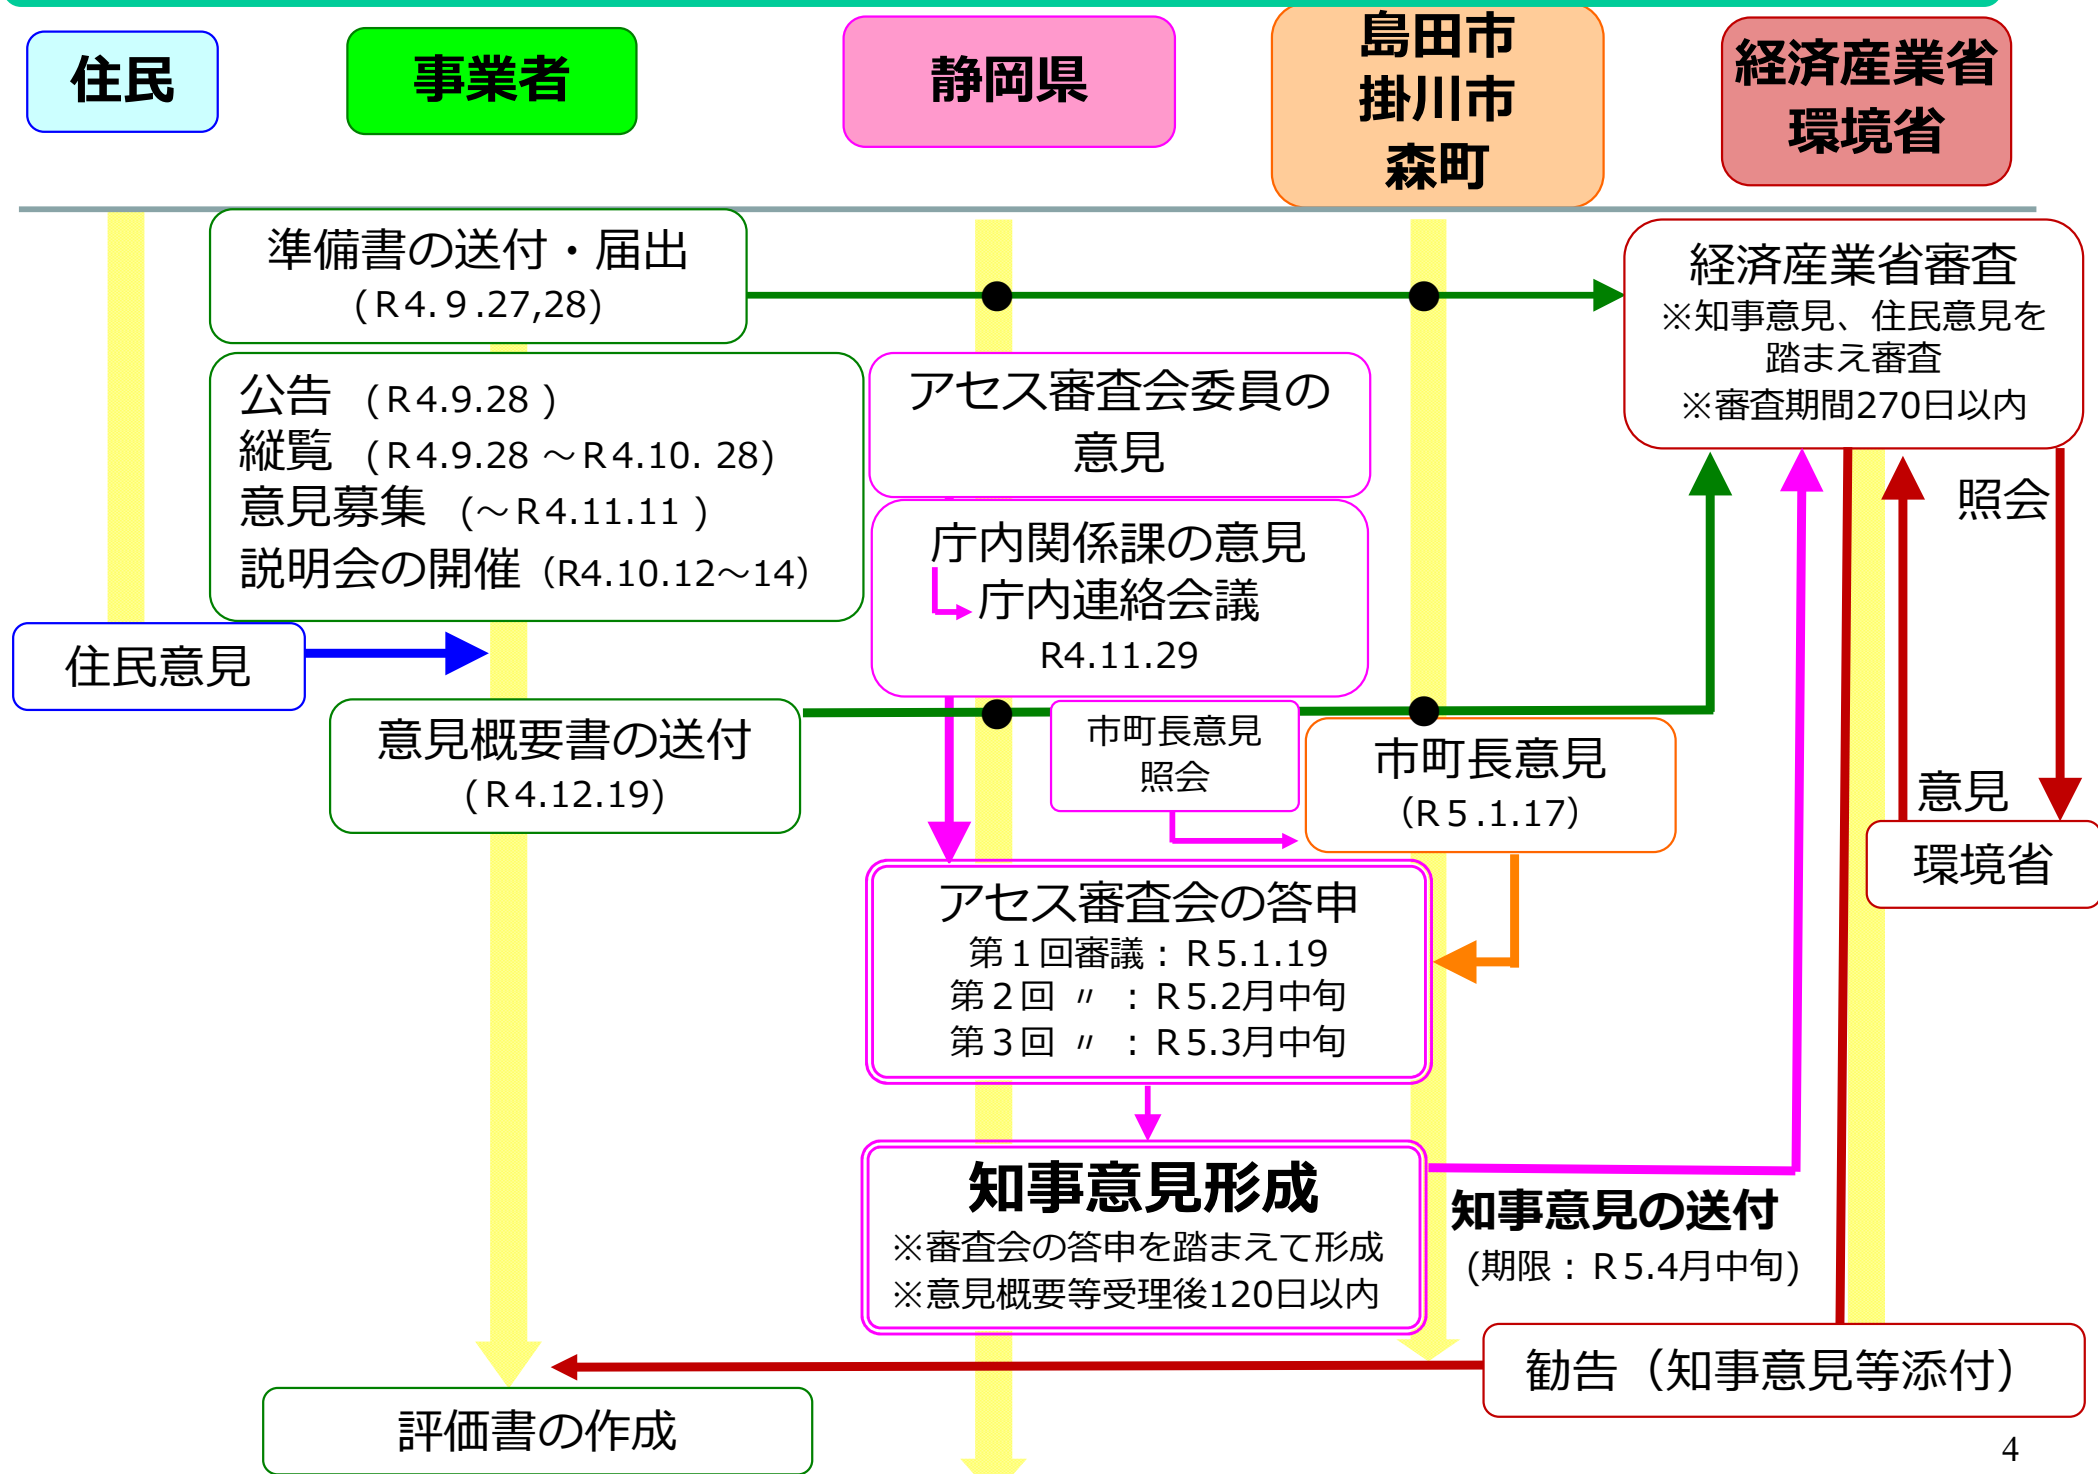 住民
事業者
静岡県
島田市
掛川市
森町
経済産業省
環境省
準備書の送付・届出
(Ｒ4.９.27,28)
経済産業省審査
※知事意見、住民意見を
踏まえ審査
※審査期間270日以内
公告 (Ｒ4.9.28 )
縦覧 (Ｒ4.9.28 ～Ｒ4.10. 28)
意見募集 (～Ｒ4.11.11 )
説明会の開催（R4.10.12～14）
アセス審査会委員の
意見
庁内関係課の意見
庁内連絡会議
R4.11.29
照会
住民意見
意見概要書の送付
(Ｒ4.12.19)
市町長意見
照会
市町長意見
（Ｒ５.1.17）
意見
環境省
アセス審査会の答申
第１回審議：Ｒ5.1.19
第２回 〃 ：Ｒ5.2月中旬
第３回 〃 ：Ｒ5.3月中旬
知事意見形成
※審査会の答申を踏まえて形成
※意見概要等受理後120日以内
知事意見の送付
(期限：Ｒ5.4月中旬)
勧告（知事意見等添付）
評価書の作成
4